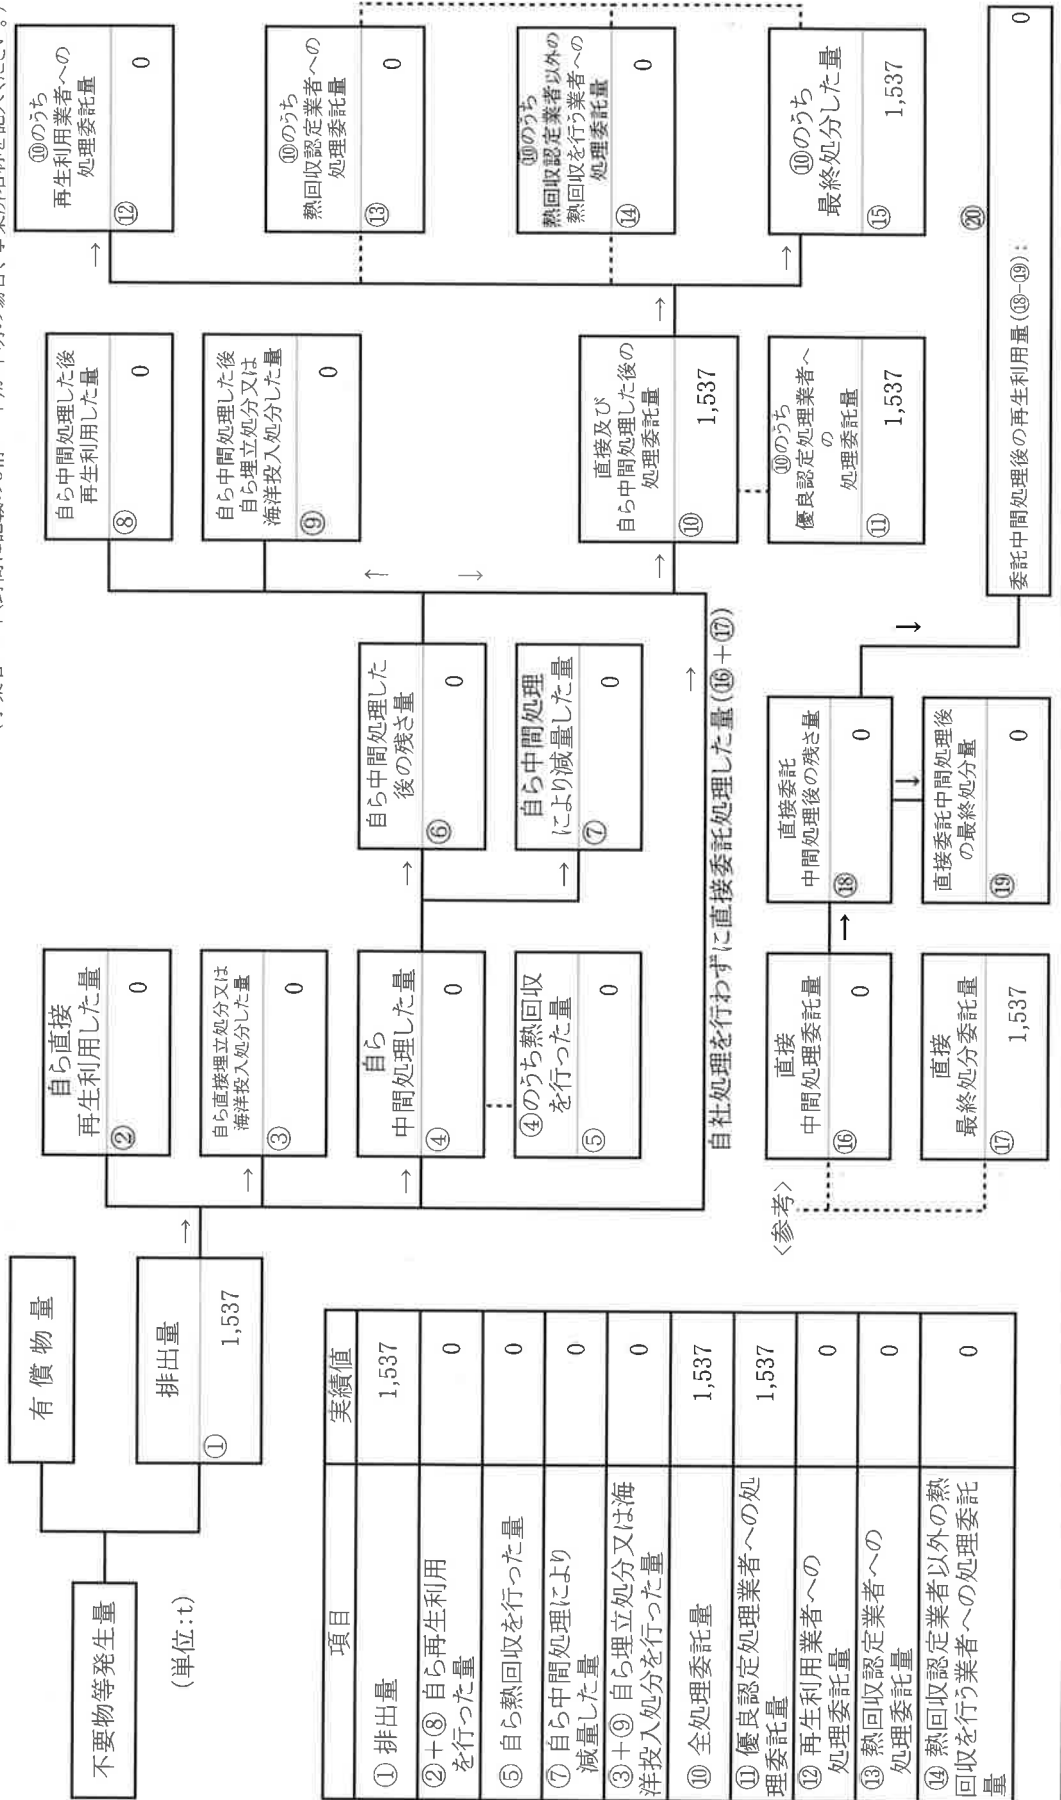 不要物等発生量
(単位:t)
有償物量
排出量
①
1,537
自ら直接
再生利用した量
②
0
自ら直接埋立処分又は
海洋投入処分した量
③
0
自ら
中間処理した量
④
0
④のうち熱回収
を行った量
⑤
0
自ら中間処理した
後の残さ量
⑥
0
自ら中間処理
により減量した量
⑦
0
自ら中間処理した後
再生利用した量
⑧
0
自ら中間処理した後
自ら埋立処分又は
海洋投入処分した量
⑨
0
直接及び
自ら中間処理した後の
処理委託量
⑩
1,537
⑩のうち
優良認定処理業者へ
の
処理委託量
⑪
1,537
⑩のうち
再生利用業者への
処理委託量
⑫
0
⑩のうち
熱回収認定業者への
処理委託量
⑬
0
⑩のうち
熱回収認定業者以外の
熱回収を行う業者への
処理委託量
⑭
0
⑩のうち
最終処分した量
⑮
1,537
自社処理を行わずに直接委託処理した量(⑯+⑰)
<参考>
直接
中間処理委託量
⑯
0
直接
最終処分委託量
⑰
1,537
直接委託
中間処理後の残さ量
⑱
0
直接委託中間処理後
の最終処分量
⑲
0
⑳
委託中間処理後の再生利用量(⑱-⑲):
0
項目 実績値
①排出量 1,537
②+⑧ 自ら再生利用
を行った量 0
⑤ 自ら熱回収を行った量 0
⑦ 自ら中間処理により
減量した量 0
③+⑨ 自ら埋立処分又は海
洋投入処分を行った量 0
⑩ 全処理委託量 1,537
⑪ 優良認定処理業者への処
理委託量 1,537
⑫ 再生利用業者への
処理委託量 0
⑬ 熱回収認定業者への
処理委託量 0
⑭ 熱回収認定業者以外の熱
回収を行う業者への処理委託
量 0